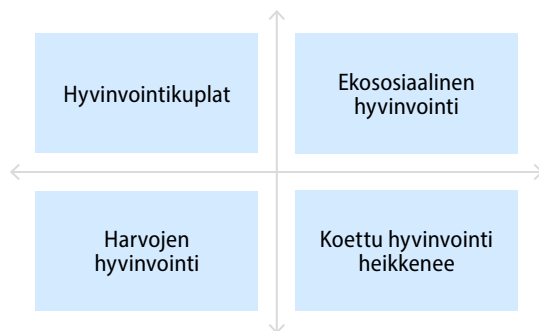 Hyvinvointikuplat
Ekososiaalinen
hyvinvointi
Harvojen
hyvinvointi
Koettu hyvinvointi
heikkenee